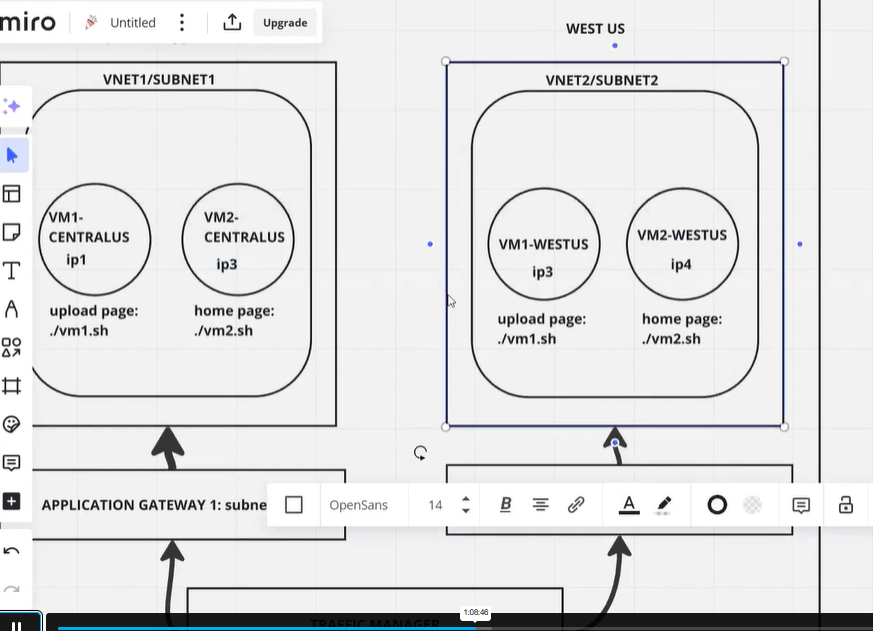 miro
Untitled
Upgrade
WEST US
VNET1/SUBNET1
VM1-
CENTRALUS
ip1
VM2-
CENTRALUS
ip3
upload page:
./vm1.sh
home page:
./vm2.sh
VNET2/SUBNET2
VM1-WESTUS
ip3
VM2-WESTUS
ip4
upload page:
./vm1.sh
home page:
./vm2.sh
APPLICATION GATEWAY 1: subne
OpenSans
14
B
A
1:08:46
TRAFFIC MANAGER